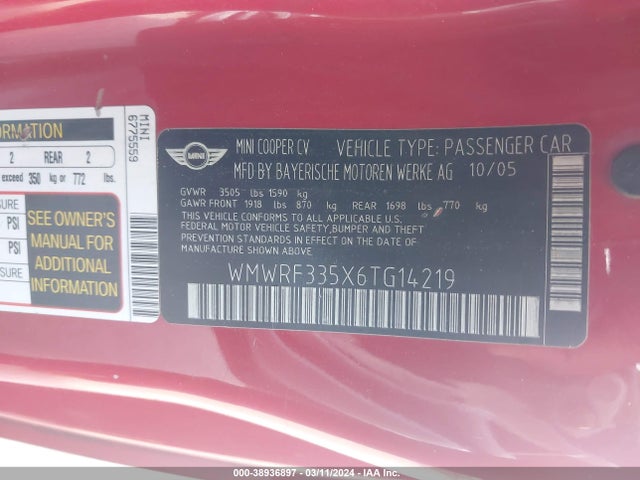 ORMATION
2 REAR 2
exceed 350 kg or 772 lbs.
SURE
PSI
PSI
SURE
SEE OWNER'S
MANUAL FOR
ADDITIONAL
INFORMATION
MINI
6775559
MINI
MINI COOPER CV VEHICLE TYPE: PASSENGER CAR
MFD BY BAYERISCHE MOTOREN WERKE AG 10/05
GVWR 3505 lbs 1590 kg
GAWR FRONT 1918 lbs 870 kg REAR 1698 lbs 770 kg
THIS VEHICLE CONFORMS TO ALL APPLICABLE U.S.
FEDERAL MOTOR VEHICLE SAFETY,BUMPER AND THEFT
PREVENTION STANDARDS IN EFFECT ON THE DATE OF
MANUFACTURE SHOWN ABOVE.
WMWRF335X6TG14219
000-38936897 - 03/11/2024 - IAAI.com